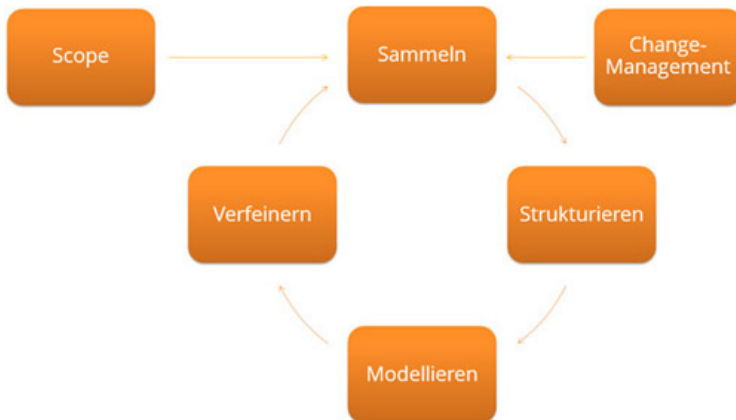 Scope
Sammeln
Change-
Management
Verfeinern
Strukturieren
Modellieren